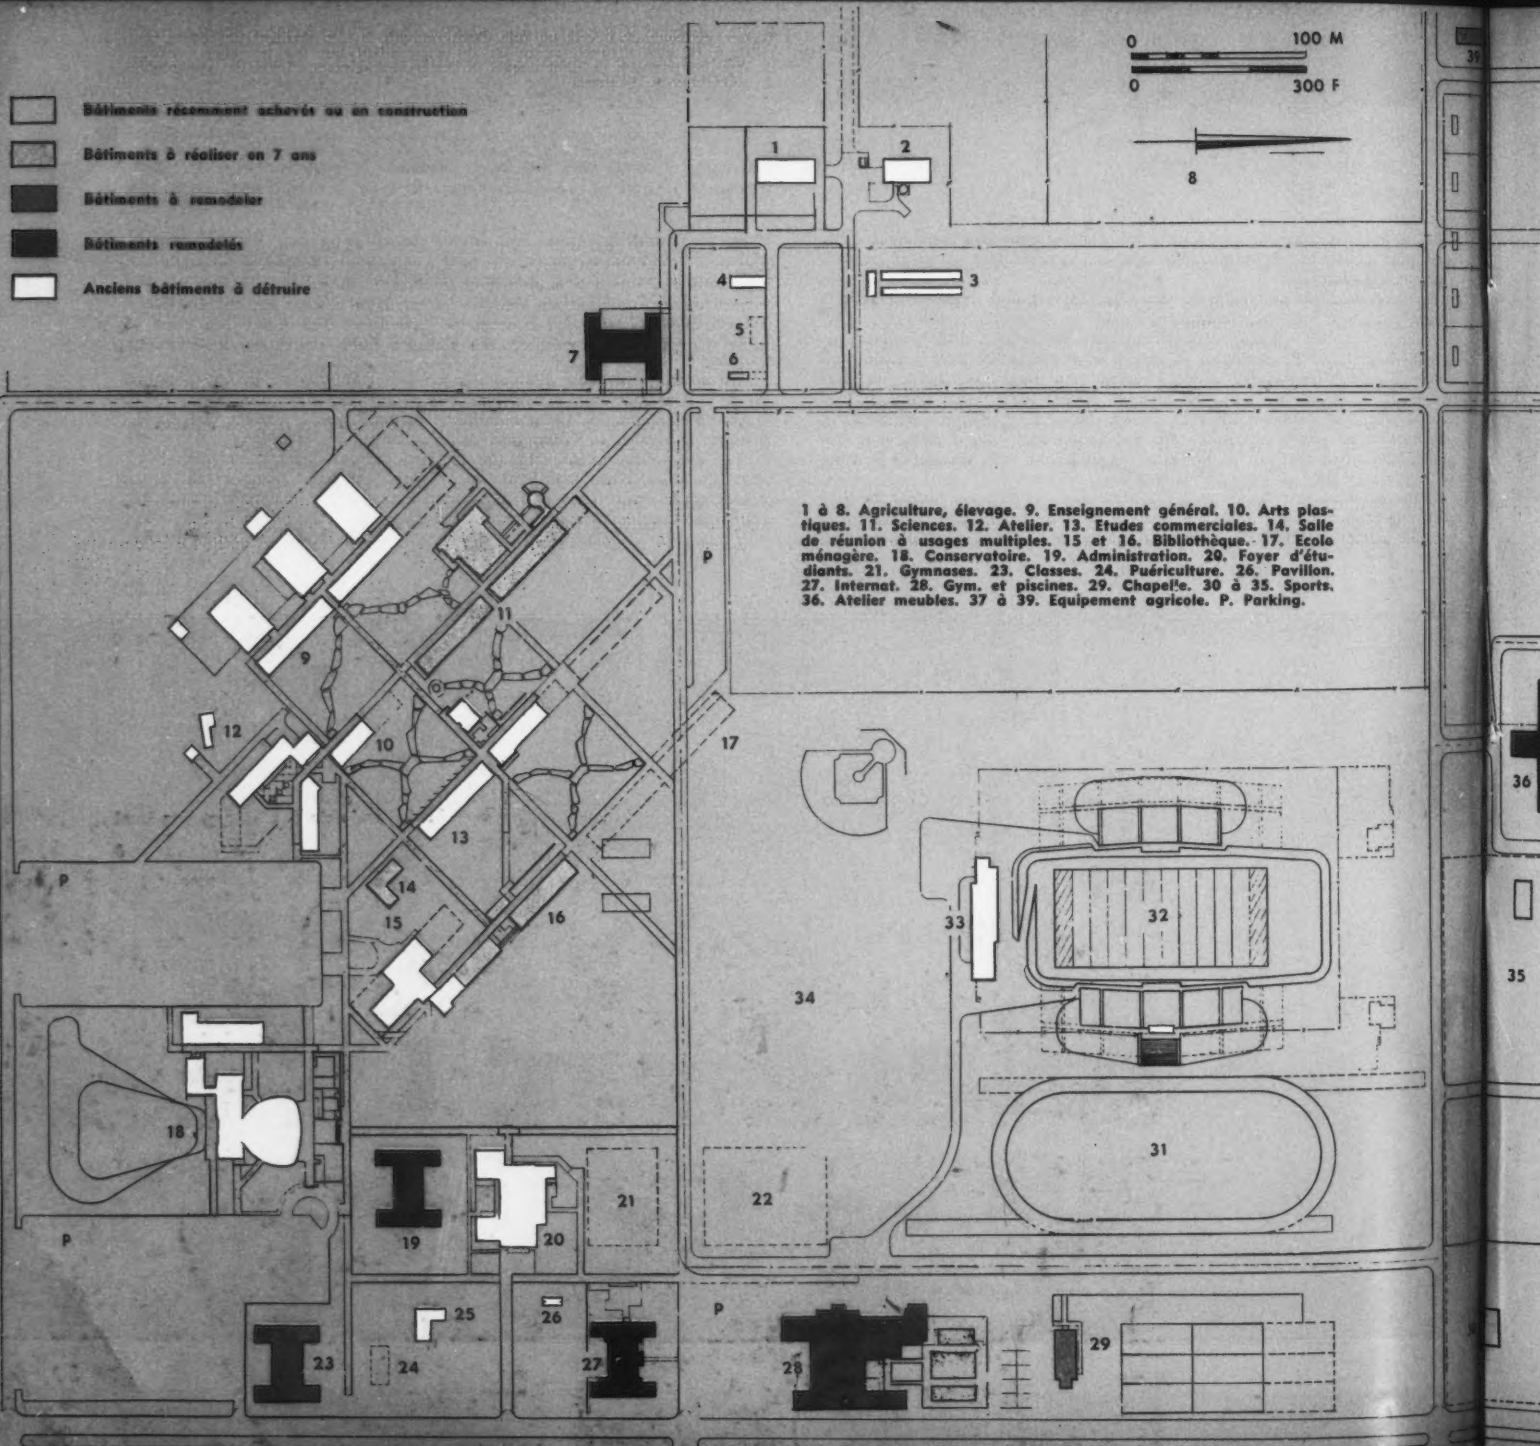 0 100 M
0 300 F
8
39
Bâtiments récemment achevés ou en construction
Bâtiments à réaliser en 7 ans
Bâtiments à remodeler
Bâtiments remodelés
Anciens bâtiments à détruire
1
2
3
4
5
6
7
1 à 8. Agriculture, élevage. 9. Enseignement général. 10. Arts plas-
tiques. 11. Sciences. 12. Atelier. 13. Etudes commerciales. 14. Salle
de réunion à usages multiples. 15 et 16. Bibliothèque. 17. Ecole
ménagère. 18. Conservatoire. 19. Administration. 20. Foyer d'étu-
diants. 21. Gymnases. 23. Classes. 24. Puériculture. 26. Pavillon.
27. Internat. 28. Gym. et piscines. 29. Chapelle. 30 à 35. Sports.
36. Atelier meubles. 37 à 39. Equipement agricole. P. Parking.
P
11
9
12
10
17
13
36
P
14
15
16
33
32
35
34
18
31
21
22
19
20
P
25
26
P
23
24
27
28
29